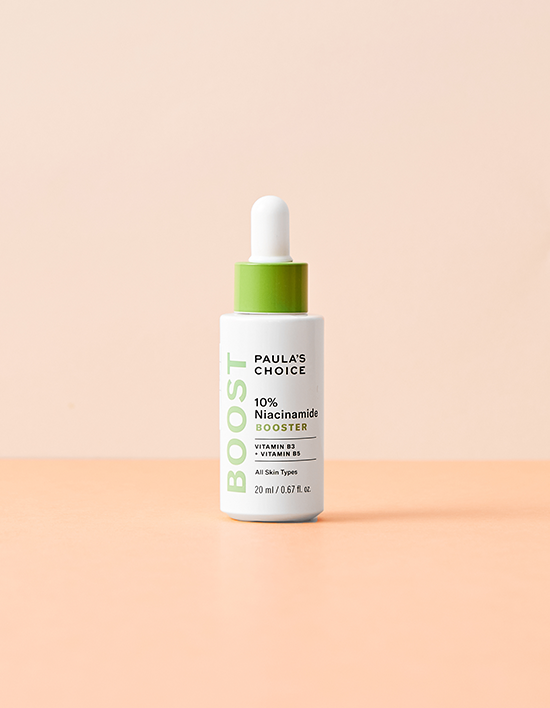 BOOST
PAULA'S
CHOICE
10%
Niacinamide
BOOSTER
VITAMIN B3
+ VITAMIN B5
All Skin Types
20 ml / 0.67 fl. oz.